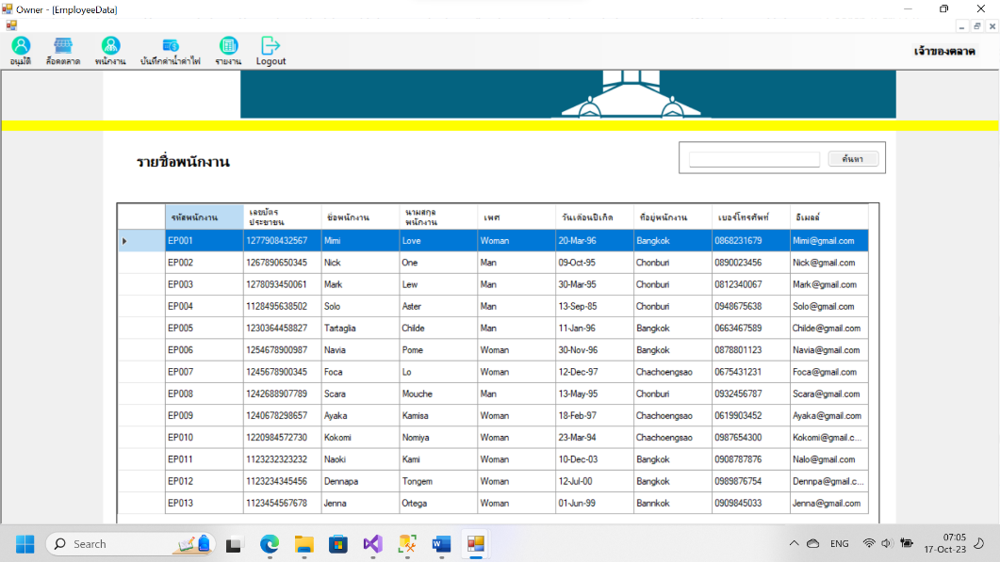 Owner - [EmployeeData]
อนุมัติ ล็อคตลาด พนักงาน บันทึกค่าน้ำค่าไฟ รายงาน Logout เจ้าของตลาด
รายชื่อพนักงาน ค้นหา
รหัสพนักงาน เลขบัตรประชาชน ชื่อพนักงาน นามสกุลพนักงาน เพศ วันเดือนปีเกิด ที่อยู่พนักงาน เบอร์โทรศัพท์ อีเมลล์
EP001 1277908432567 Mimi Love Woman 20-Mar-96 Bangkok 0868231679 Mimi@gmail.com
EP002 1267890650345 Nick One Man 09-Oct-95 Chonburi 0890023456 Nick@gmail.com
EP003 1278093450061 Mark Lew Man 30-Mar-95 Chonburi 0812340067 Mark@gmail.com
EP004 1128495638502 Solo Aster Man 13-Sep-85 Chonburi 0948675638 Solo@gmail.com
EP005 1230364458827 Tartaglia Childe Man 11-Jan-96 Bangkok 0663467589 Childe@gmail.com
EP006 1254678900987 Navia Pome Woman 30-Nov-96 Bangkok 0878801123 Navia@gmail.com
EP007 1245678900345 Foca Lo Woman 12-Dec-97 Chachoengsao 0675431231 Foca@gmail.com
EP008 1242688907789 Scara Mouche Man 13-May-95 Chonburi 0932456787 Scara@gmail.com
EP009 1240678298657 Ayaka Kamisa Woman 18-Feb-97 Chachoengsao 0619903452 Ayaka@gmail.com
EP010 1220984572730 Kokomi Nomiya Woman 23-Mar-94 Chachoengsao 0987654300 Kokomi@gmail.c...
EP011 1123232323232 Naoki Kami Woman 10-Dec-03 Bangkok 0908787876 Nalo@gmail.com
EP012 1123234345456 Dennapa Tongem Woman 12-Jul-00 Bangkok 0989876754 Dennpa@gmail.c...
EP013 1123454567678 Jenna Ortega Woman 01-Jun-99 Bannkok 0909845033 Jenna@gmail.com
Search ENG 07:05
17-Oct-23